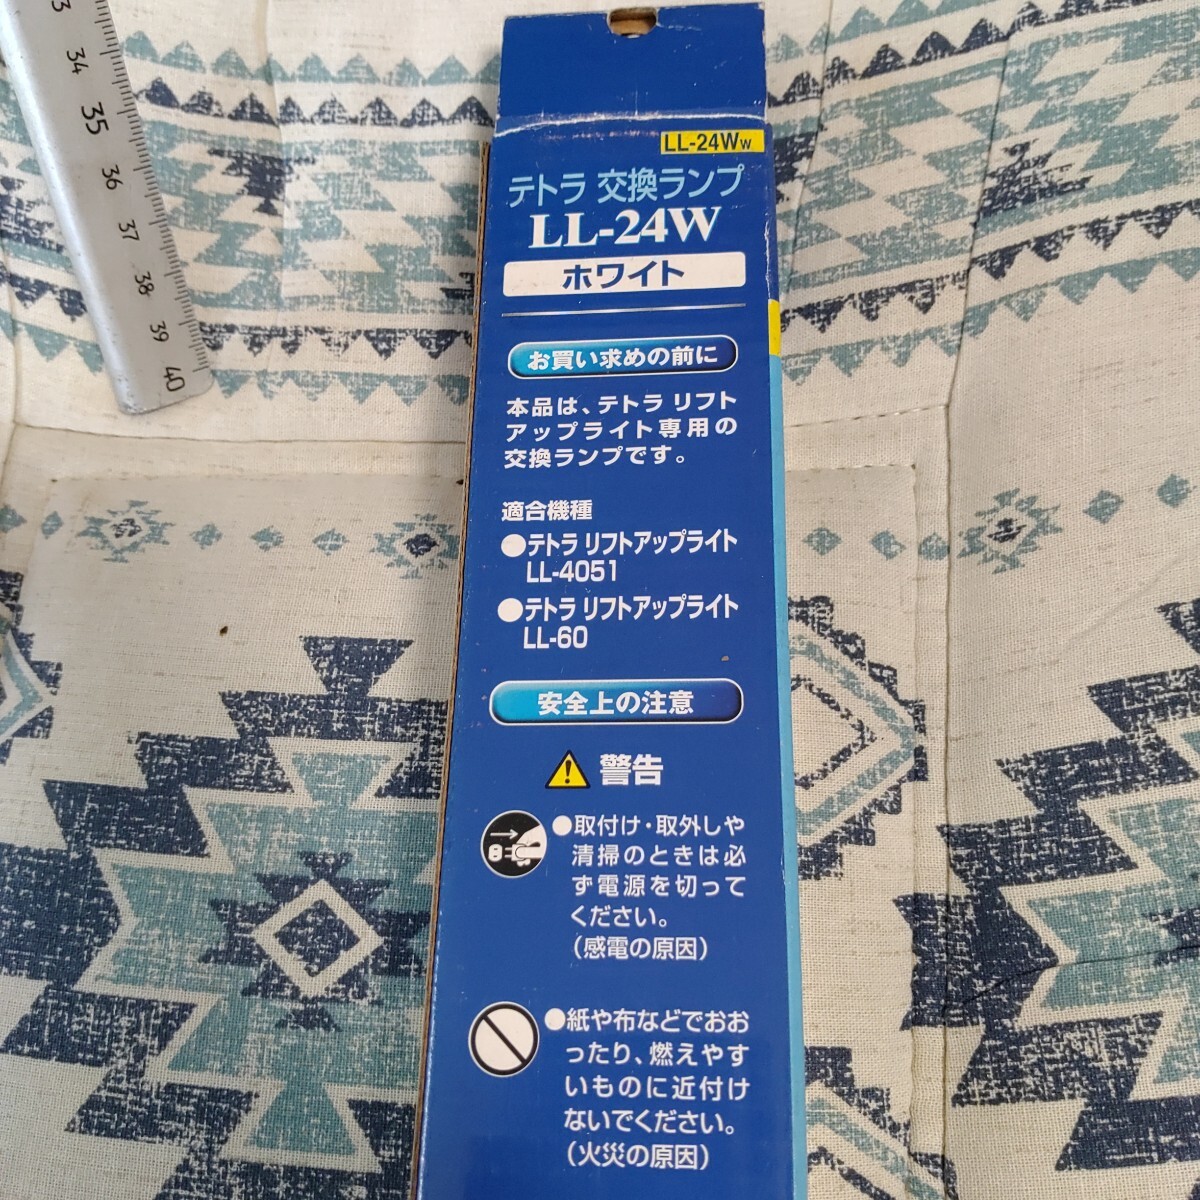 33
34
35
36
37
38
39
40
LL-24Ww
テトラ 交換ランプ
LL-24W
ホワイト
お買い求めの前に
本品は、テトラ リフト
アップライト専用の
交換ランプです。
適合機種
●テトラ リフトアップライト
LL-4051
●テトラ リフトアップライト
LL-60
安全上の注意
警告
●取付け・取外しや
清掃のときは必
ず電源を切って
ください。
(感電の原因)
●紙や布などでおお
ったり、燃えやす
いものに近付け
ないでください。
(火災の原因)